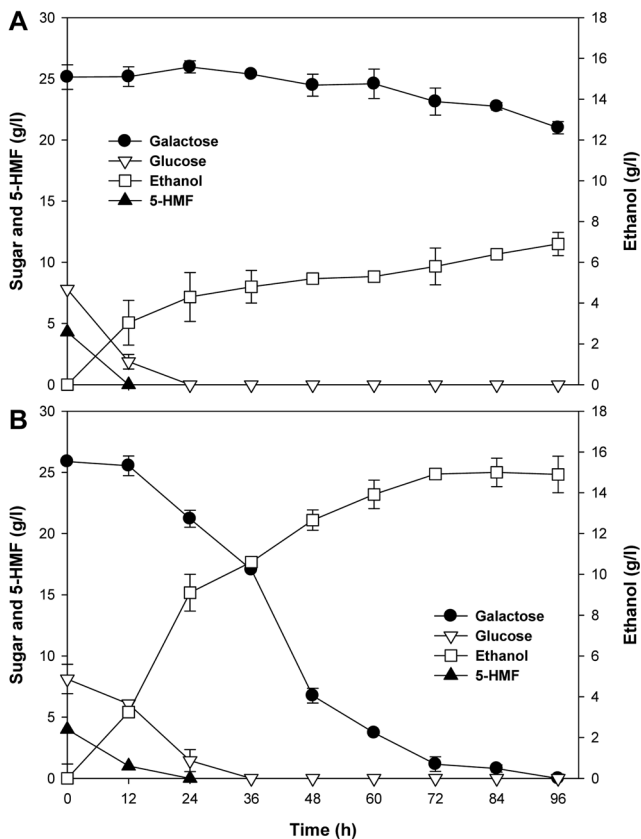 A
30
25
20
15
10
5
0
Sugar and 5-HMF (g/l)
Galactose
Glucose
Ethanol
5-HMF
18
16
14
12
10
8
6
4
2
0
Ethanol (g/l)
B
30
25
20
15
10
5
0
Sugar and 5-HMF (g/l)
Galactose
Glucose
Ethanol
5-HMF
18
16
14
12
10
8
6
4
2
0
Ethanol (g/l)
0 12 24 36 48 60 72 84 96
Time (h)